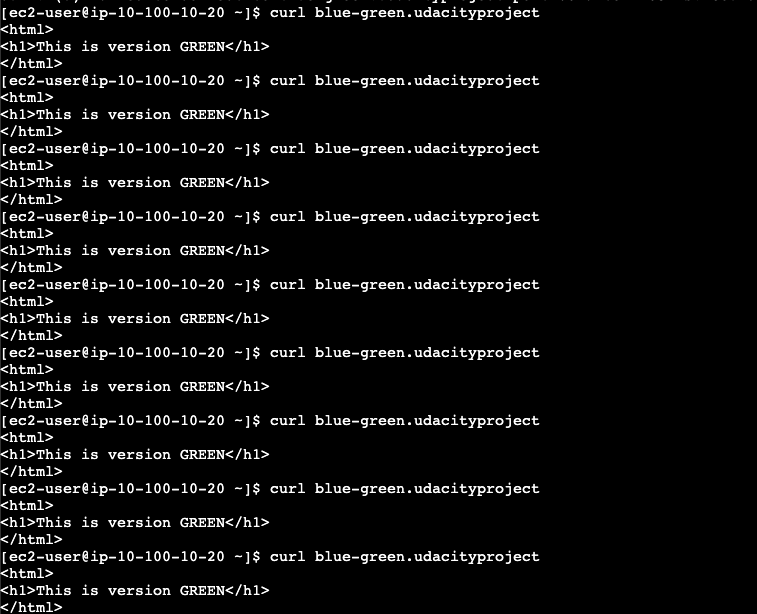 [ec2-user@ip-10-100-10-20 ~]$ curl blue-green.udacityproject
<html>
<h1>This is version GREEN</h1>
</html>
[ec2-user@ip-10-100-10-20 ~]$ curl blue-green.udacityproject
<html>
<h1>This is version GREEN</h1>
</html>
[ec2-user@ip-10-100-10-20 ~]$ curl blue-green.udacityproject
<html>
<h1>This is version GREEN</h1>
</html>
[ec2-user@ip-10-100-10-20 ~]$ curl blue-green.udacityproject
<html>
<h1>This is version GREEN</h1>
</html>
[ec2-user@ip-10-100-10-20 ~]$ curl blue-green.udacityproject
<html>
<h1>This is version GREEN</h1>
</html>
[ec2-user@ip-10-100-10-20 ~]$ curl blue-green.udacityproject
<html>
<h1>This is version GREEN</h1>
</html>
[ec2-user@ip-10-100-10-20 ~]$ curl blue-green.udacityproject
<html>
<h1>This is version GREEN</h1>
</html>
[ec2-user@ip-10-100-10-20 ~]$ curl blue-green.udacityproject
<html>
<h1>This is version GREEN</h1>
</html>
[ec2-user@ip-10-100-10-20 ~]$ curl blue-green.udacityproject
<html>
<h1>This is version GREEN</h1>
</html>